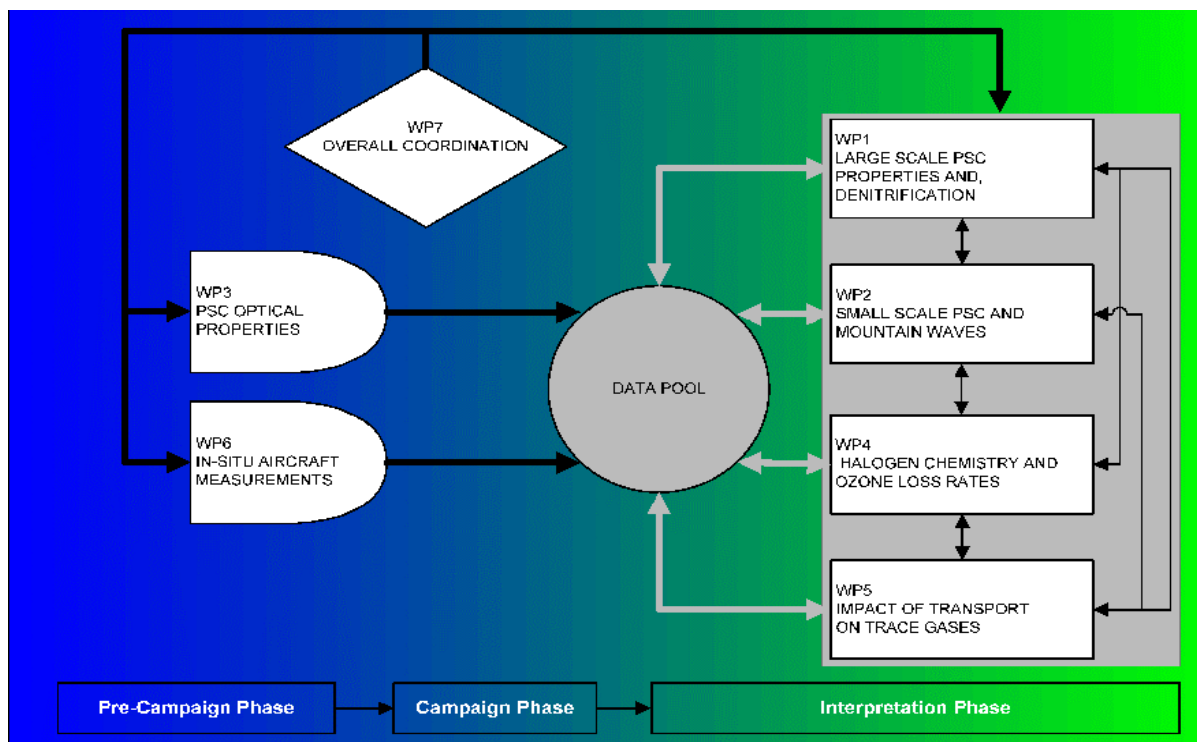 WP7
OVERALL COORDINATION
WP3
PSC OPTICAL
PROPERTIES
WP6
IN-SITU AIRCRAFT
MEASUREMENTS
DATA POOL
WP1
LARGE SCALE PSC
PROPERTIES AND,
DENITRIFICATION
WP2
SMALL SCALE PSC AND
MOUNTAIN WAVES
WP4
HALOGEN CHEMISTRY AND
OZONE LOSS RATES
WP5
IMPACT OF TRANSPORT
ON TRACE GASES
Pre-Campaign Phase
Campaign Phase
Interpretation Phase